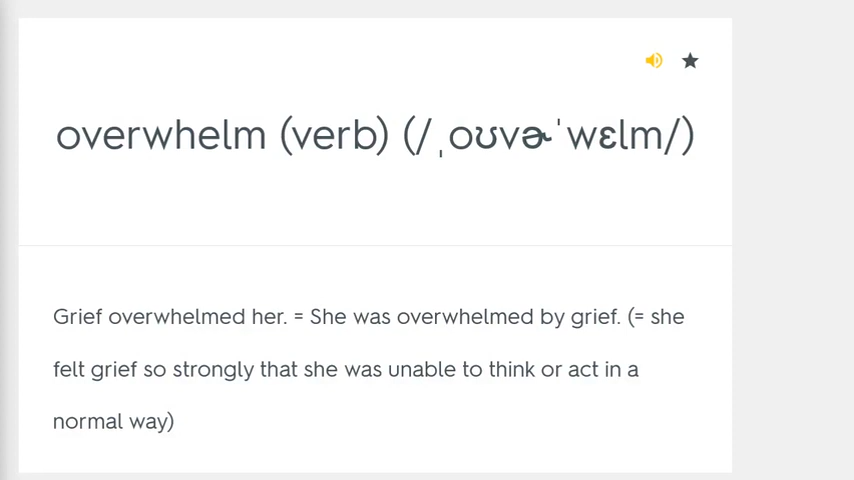 overwhelm (verb) (/ˌoʊvɚˈwɛlm/)
Grief overwhelmed her. = She was overwhelmed by grief. (= she
felt grief so strongly that she was unable to think or act in a
normal way)